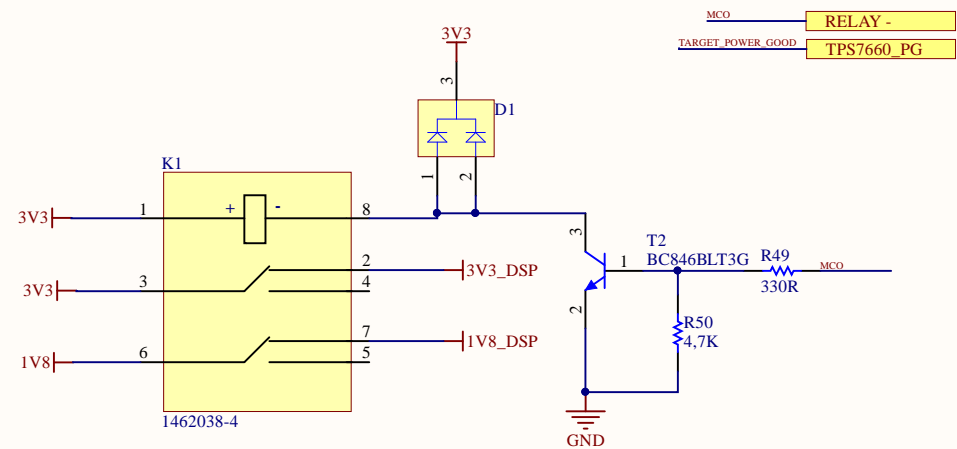 MCO
RELAY -
TARGET_POWER_GOOD
TPS7660_PG
3V3
3
D1
1
2
K1
3V3
1
+
-
8
3V3
3
2
4
3V3_DSP
1V8
6
7
5
1V8_DSP
1462038-4
3
T2
BC846BLT3G
1
2
R49
330R
MCO
R50
4,7K
GND